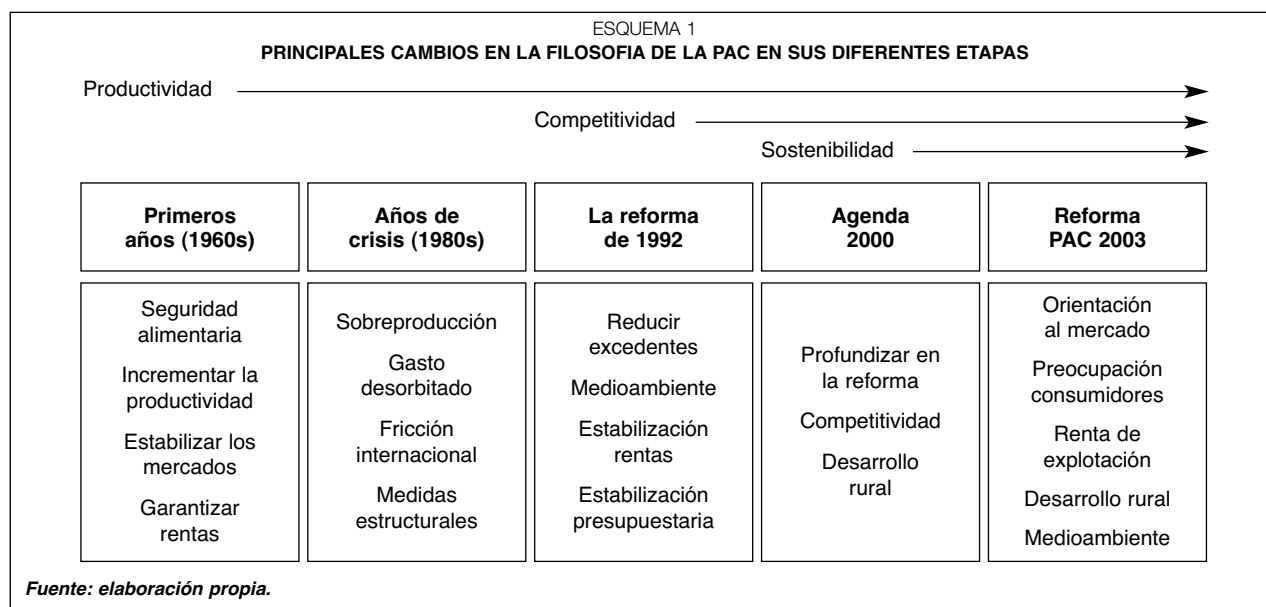 ESQUEMA 1
PRINCIPALES CAMBIOS EN LA FILOSOFIA DE LA PAC EN SUS DIFERENTES ETAPAS
Productividad
Competitividad
Sostenibilidad
Primeros
años (1960s)
Años de
crisis (1980s)
La reforma
de 1992
Agenda
2000
Reforma
PAC 2003
Seguridad
alimentaria
Incrementar la
productividad
Estabilizar los
mercados
Garantizar
rentas
Sobreproducción
Gasto
desorbitado
Fricción
internacional
Medidas
estructurales
Reducir
excedentes
Medioambiente
Estabilización
rentas
Estabilización
presupuestaria
Profundizar en
la reforma
Competitividad
Desarrollo
rural
Orientación
al mercado
Preocupación
consumidores
Renta de
explotación
Desarrollo rural
Medioambiente
Fuente: elaboración propia.